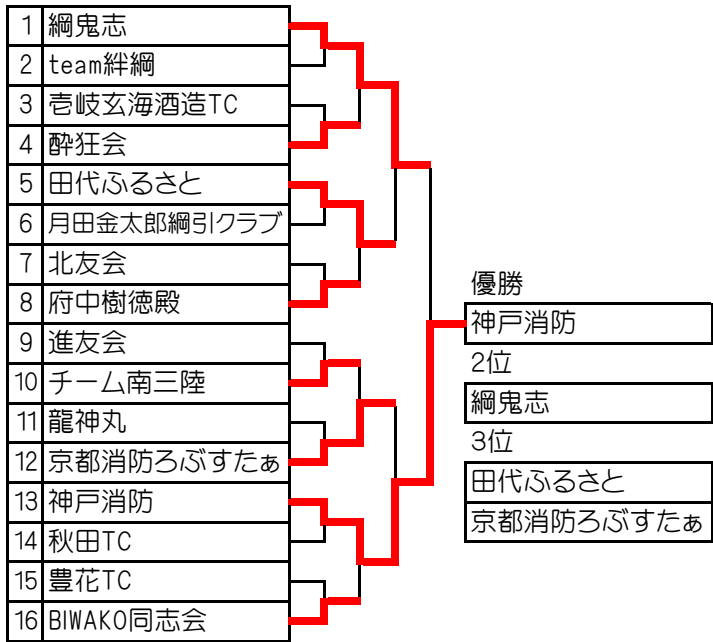 1 綱鬼志
2 team絆綱
3 壱岐玄海酒造TC
4 酔狂会
5 田代ふるさと
6 月田金太郎綱引クラブ
7 北友会
8 府中樹徳殿
9 進友会
10 チーム南三陸
11 龍神丸
12 京都消防ろぶすたぁ
13 神戸消防
14 秋田TC
15 豊花TC
16 BIWAKO同志会
優勝
神戸消防
2位
綱鬼志
3位
田代ふるさと
京都消防ろぶすたぁ